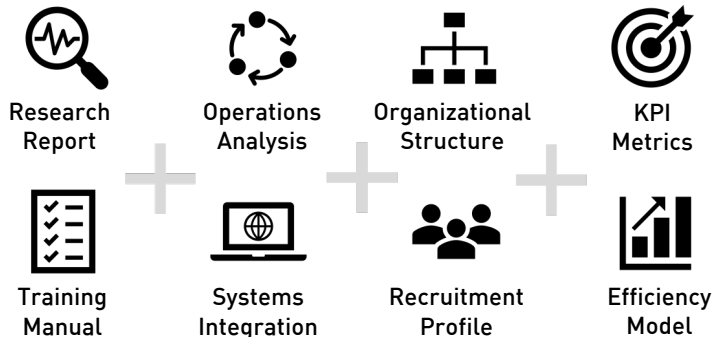 Research
Report
Operations
Analysis
Organizational
Structure
KPI
Metrics
Training
Manual
Systems
Integration
Recruitment
Profile
Efficiency
Model